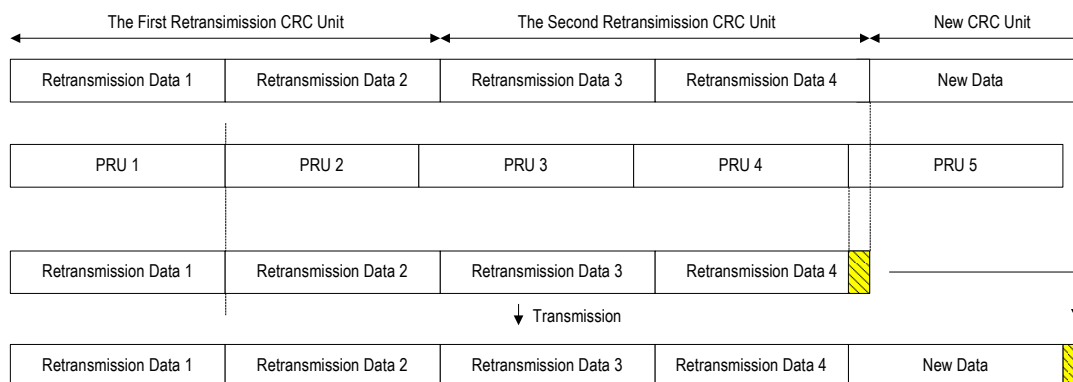 The First Retransimission CRC Unit The Second Retransimission CRC Unit New CRC Unit
Retransmission Data 1 Retransmission Data 2 Retransmission Data 3 Retransmission Data 4 New Data
PRU 1 PRU 2 PRU 3 PRU 4 PRU 5
Retransmission Data 1 Retransmission Data 2 Retransmission Data 3 Retransmission Data 4
Transmission
Retransmission Data 1 Retransmission Data 2 Retransmission Data 3 Retransmission Data 4 New Data